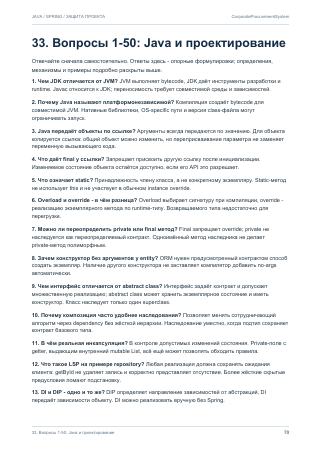 JAVA / SPRING / ЗАЩИТА ПРОЕКТА
CorporateProcurementSystem
33. Вопросы 1-50: Java и проектирование
Отвечайте сначала самостоятельно. Ответы здесь - опорные формулировки; определения,
механизмы и примеры подробно раскрыты выше.
1. Чем JDK отличается от JVM? JVM выполняет bytecode, JDK даёт инструменты разработки и
runtime. Javac относится к JDK; переносимость требует совместимой среды и зависимостей.
2. Почему Java называют платформонезависимой? Компиляция создаёт bytecode для
совместимой JVM. Нативные библиотеки, OS-specific пути и версия class-файла могут
ограничивать запуск.
3. Java передаёт объекты по ссылке? Аргументы всегда передаются по значению. Для объекта
копируется ссылка: общий объект можно изменить, но переприсваивание параметра не заменяет
переменную вызывающего кода.
4. Что даёт final у ссылки? Запрещает присвоить другую ссылку после инициализации.
Изменяемое состояние объекта остаётся доступно, если его API это разрешает.
5. Что означает static? Принадлежность члена классу, а не конкретному экземпляру. Static-метод
не использует this и не участвует в обычном instance override.
6. Overload и override - в чём разница? Overload выбирает сигнатуру при компиляции, override -
реализацию экземплярного метода по runtime-типу. Возвращаемого типа недостаточно для
перегрузки.
7. Можно ли переопределить private или final метод? Final запрещает override; private не
наследуется как переопределяемый контракт. Одноимённый метод наследника не делает
private-метод полиморфным.
8. Зачем конструктор без аргументов у entity? ORM нужен предусмотренный контрактом способ
создать экземпляр. Наличие другого конструктора не заставляет компилятор добавить no-args
автоматически.
9. Чем интерфейс отличается от abstract class? Интерфейс задаёт контракт и допускает
множественную реализацию; abstract class может хранить экземплярное состояние и иметь
конструктор. Класс наследует только один superclass.
10. Почему композиция часто удобнее наследования? Позволяет менять сотрудничающий
алгоритм через dependency без жёсткой иерархии. Наследование уместно, когда подтип сохраняет
контракт базового типа.
11. В чём реальная инкапсуляция? В контроле допустимых изменений состояния. Private-поле с
getter, выдающим внутренний mutable List, всё ещё может позволять обходить правила.
12. Что такое LSP на примере repository? Любая реализация должна сохранять ожидания
клиента: getById не удаляет запись и корректно представляет отсутствие. Более жёсткие скрытые
предусловия ломают подстановку.
13. DI и DIP - одно и то же? DIP определяет направление зависимостей от абстракций, DI
передаёт зависимости объекту. DI можно реализовать вручную без Spring.
33. Вопросы 1-50: Java и проектирование